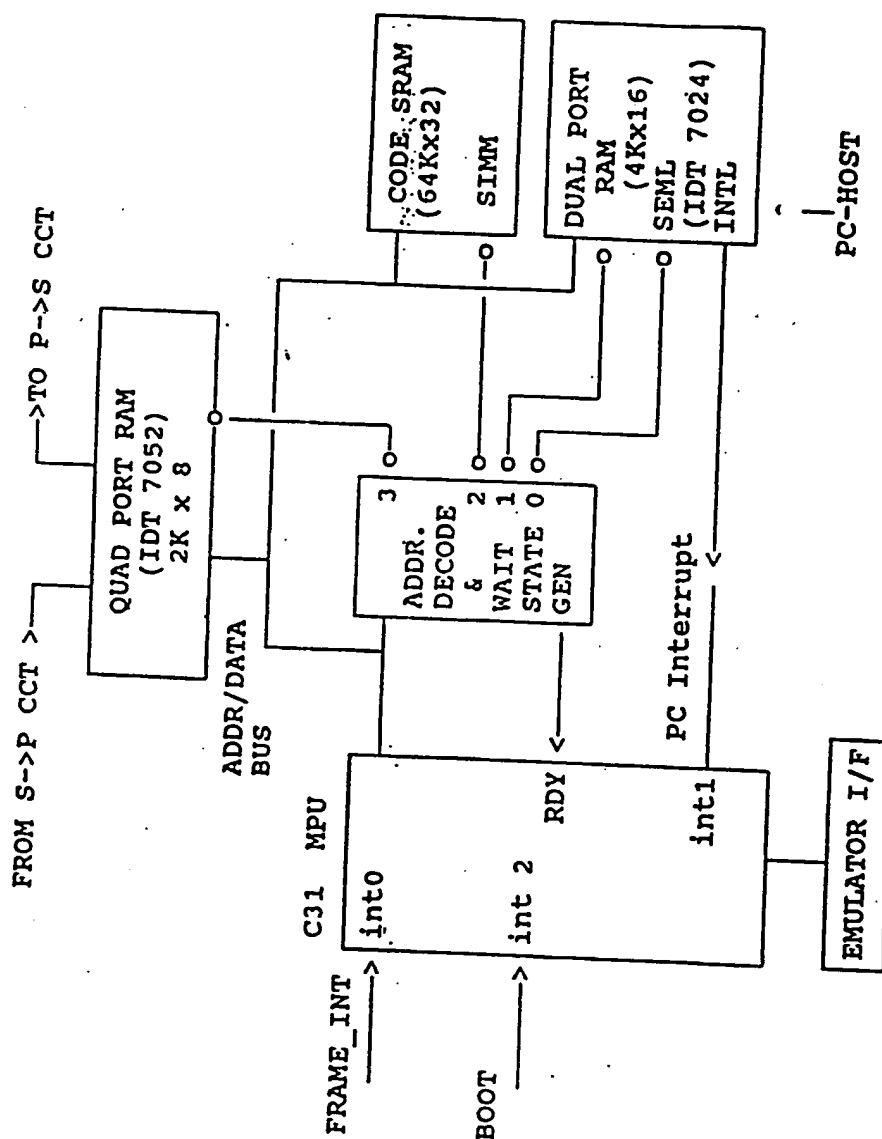 FROM S->P CCT >
->TO P->S CCT
QUAD PORT RAM
(IDT 7052)
2K x 8
ADDR/DATA
BUS
CODE SRAM
(64Kx32)
SIMM
C31 MPU
FRAME_INT
int0
BOOT
int 2
RDY
int1
ADDR.
DECODE
&
WAIT
STATE
GEN
3
2
1
0
DUAL PORT
RAM
(4Kx16)
SEML
(IDT 7024)
INTL
PC Interrupt
PC-HOST
EMULATOR I/F